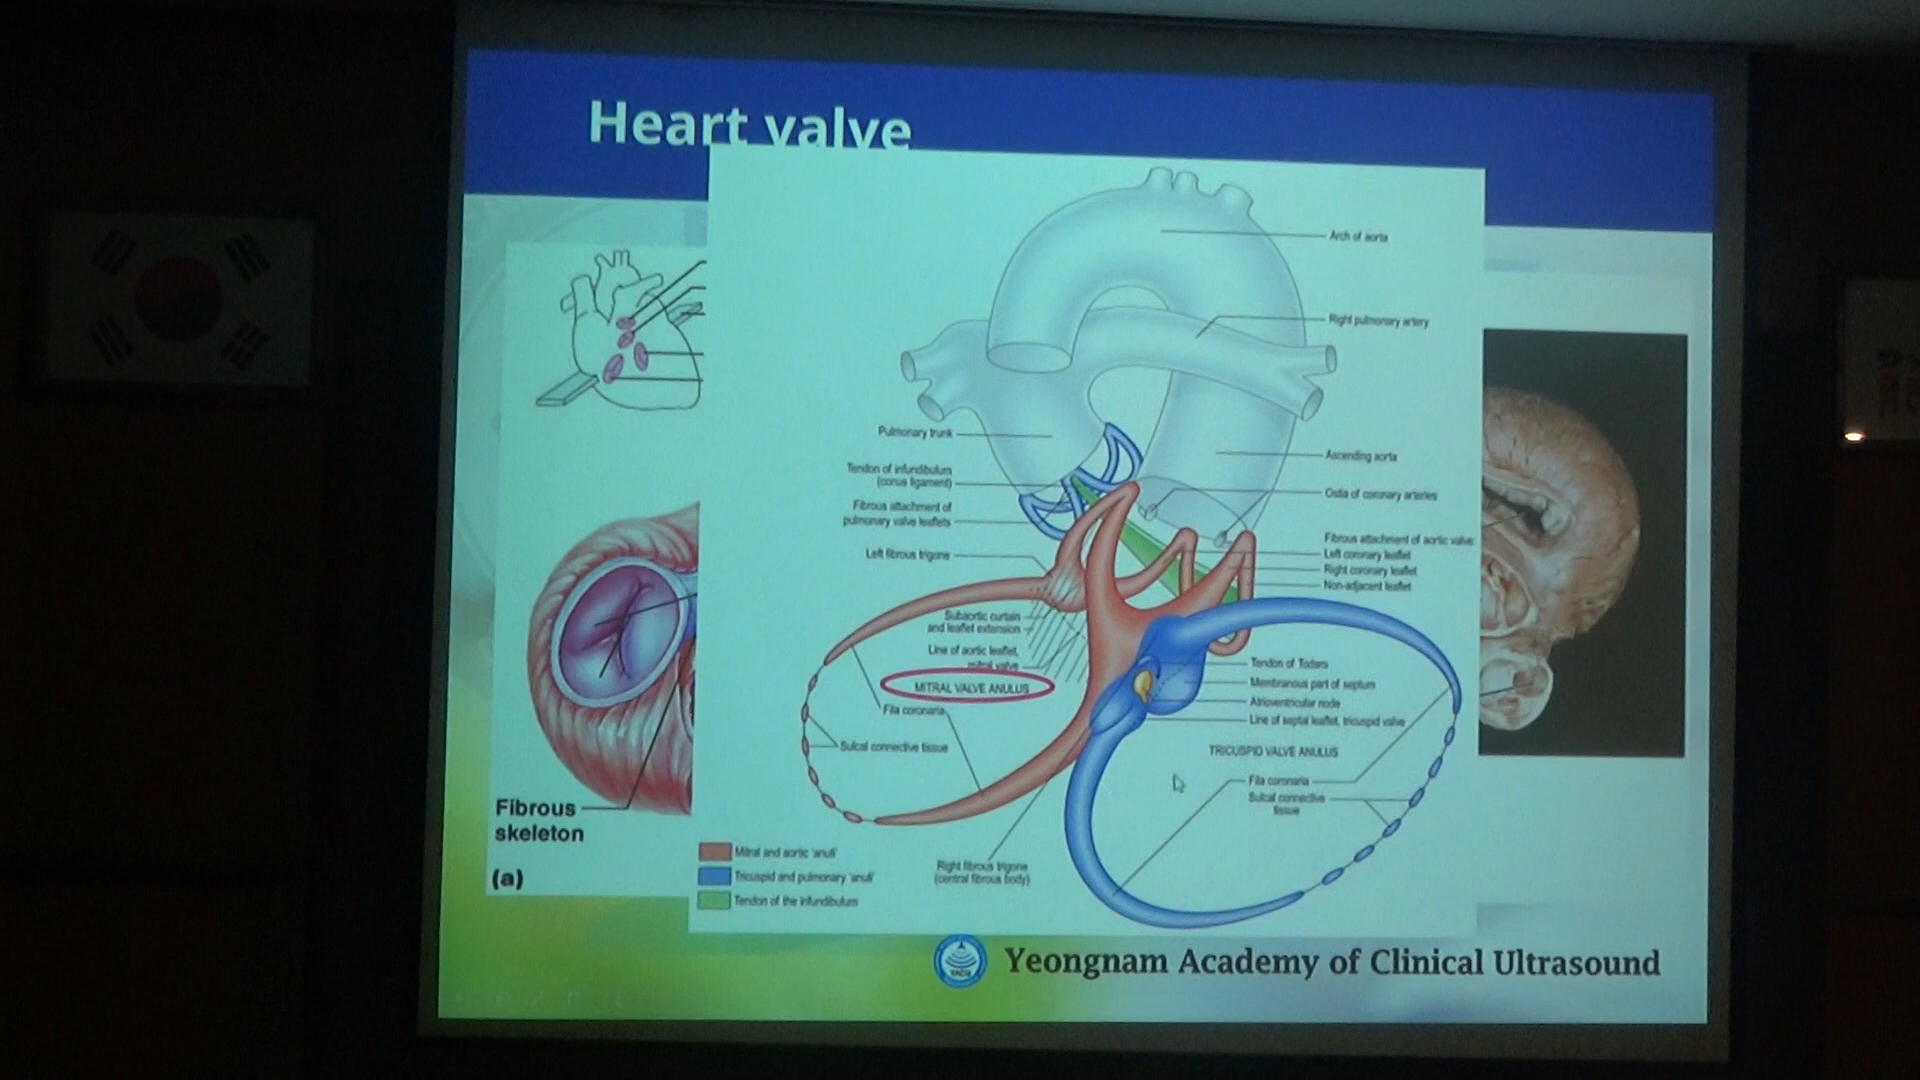 Heart valve
Arch of aorta
Right pulmonary artery
Pulmonary trunk
Ascending aorta
Tendon of infundibulum
(conus ligament)
Ostia of coronary arteries
Fibrous attachment of
pulmonary valve leaflets
Fibrous attachment of aortic valve:
Left coronary leaflet
Right coronary leaflet
Non-adjacent leaflet
Left fibrous trigone
Subaortic curtain
and leaflet extension
Line of aortic leaflet,
mitral valve
MITRAL VALVE ANULUS
Fila coronaria
Sulcal connective tissue
Tendon of Todaro
Membranous part of septum
Atrioventricular node
Line of septal leaflet, tricuspid valve
TRICUSPID VALVE ANULUS
Fila coronaria
Sulcal connective
tissue
Fibrous
skeleton
(a)
Mitral and aortic 'anuli'
Tricuspid and pulmonary 'anuli'
Tendon of the infundibulum
Right fibrous trigone
(central fibrous body)
Yeongnam Academy of Clinical Ultrasound